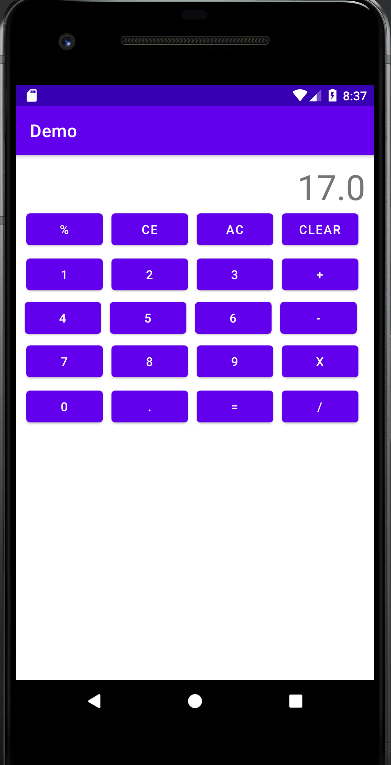 8:37
Demo
17.0
% CE AC CLEAR
1 2 3 +
4 5 6 -
7 8 9 X
0 . = /